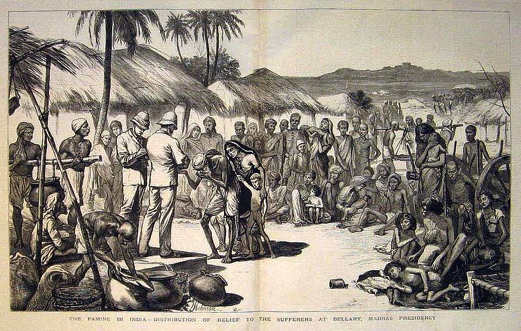 THE FAMINE IN INDIA—DISTRIBUTION OF RELIEF TO THE SUFFERERS AT BELLARY, MADRAS PRESIDENCY